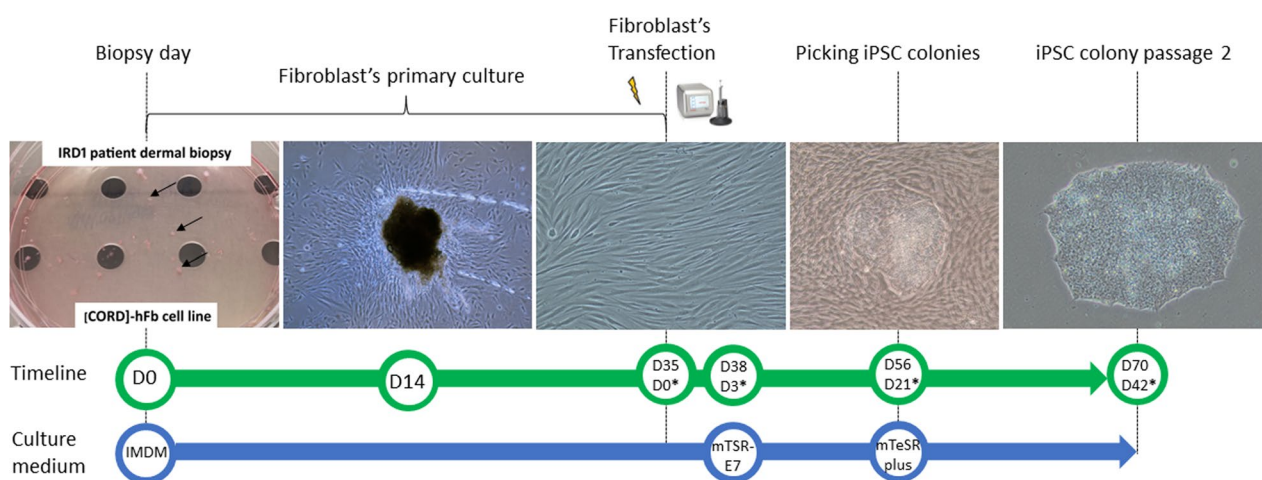 Biopsy day
Fibroblast's primary culture
Fibroblast's
Transfection
Picking iPSC colonies
iPSC colony passage 2
IRD1 patient dermal biopsy
[CORD]-hFb cell line
Timeline
D0
D14
D35
D0*
D38
D3*
D56
D21*
D70
D42*
Culture
medium
IMDM
mTSR-
E7
mTeSR
plus